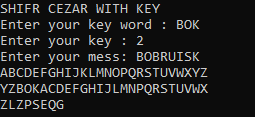 SHIFR CEZAR WITH KEY
Enter your key word : BOK
Enter your key : 2
Enter your mess: BOBRUISK
ABCDEFGHIJKLMNOPQRSTUVWXYZ
YZBOKACDEFGHIJLMNPQRSTUVWX
ZLZPSEQG